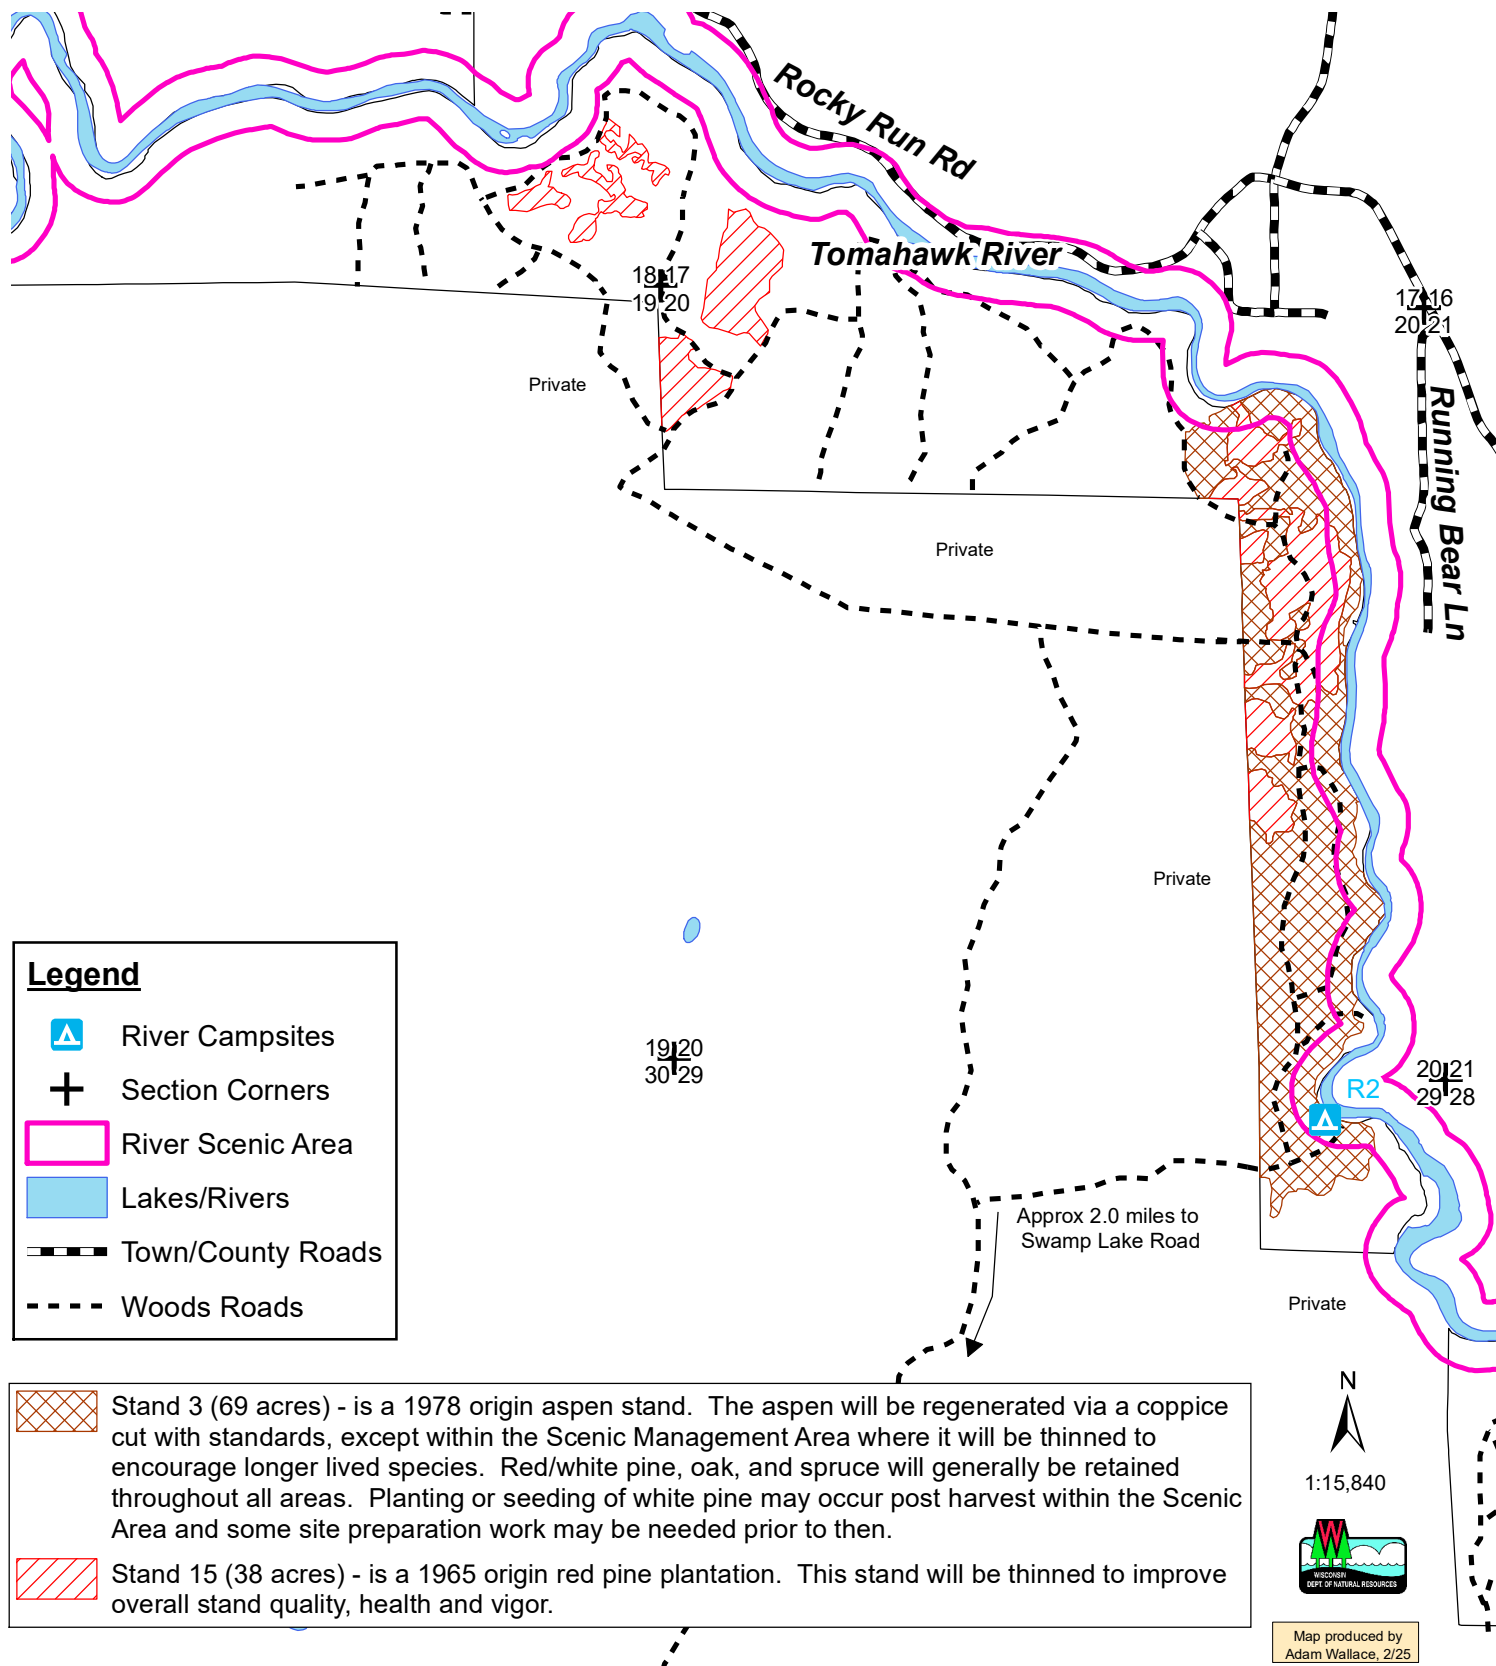 Rocky Run Rd
Tomahawk River
18 17
19 20
17 16
20 21
Private
Running Bear Ln
Private
Private
Legend
River Campsites
Section Corners
River Scenic Area
Lakes/Rivers
Town/County Roads
Woods Roads
19 20
30 29
R2
20 21
29 28
Approx 2.0 miles to
Swamp Lake Road
Private
Stand 3 (69 acres) - is a 1978 origin aspen stand.  The aspen will be regenerated via a coppice
cut with standards, except within the Scenic Management Area where it will be thinned to
encourage longer lived species.  Red/white pine, oak, and spruce will generally be retained
throughout all areas.  Planting or seeding of white pine may occur post harvest within the Scenic
Area and some site preparation work may be needed prior to then.
Stand 15 (38 acres) - is a 1965 origin red pine plantation.  This stand will be thinned to improve
overall stand quality, health and vigor.
N
1:15,840
W
WISCONSIN
DEPT. OF NATURAL RESOURCES
Map produced by
Adam Wallace, 2/25